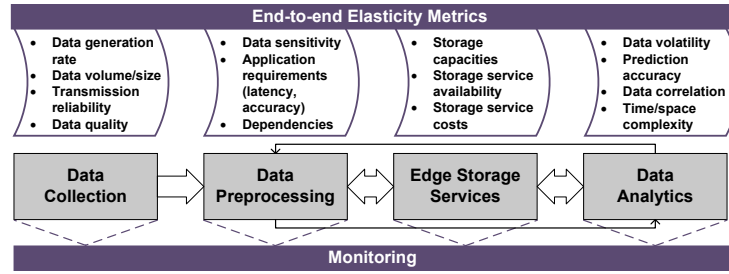 End-to-end Elasticity Metrics
• Data generation
rate
• Data volume/size
• Transmission
reliability
• Data quality
• Data sensitivity
• Application
requirements
(latency,
accuracy)
• Dependencies
• Storage
capacities
• Storage service
availability
• Storage service
costs
• Data volatility
• Prediction
accuracy
• Data correlation
• Time/space
complexity
Data
Collection
Data
Preprocessing
Edge Storage
Services
Data
Analytics
Monitoring